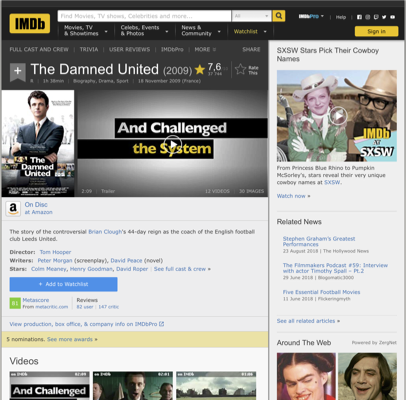 IMDb
Find Movies, TV shows, Celebrities and more...
All
IMDbPro
Help
Movies, TV
& Showtimes
Celebs, Events
& Photos
News &
Community
Watchlist
Sign in
FULL CAST AND CREW | TRIVIA | USER REVIEWS | IMDbPro | MORE
SHARE
The Damned United (2009)
7,6
Rate
This
1h 38min | Biography, Drama, Sport | 18 November 2009 (France)
The
Damned
United
And Challenged
the System
2:09 Trailer
12 VIDEOS
30 IMAGES
On Disc
at Amazon
The story of the controversial Brian Clough's 44-day reign as the coach of the English football
club Leeds United.
Director: Tom Hooper
Writers: Peter Morgan (screenplay), David Peace (novel)
Stars: Colm Meaney, Henry Goodman, David Roper | See full cast & crew »
+ Add to Watchlist
81
Metascore
From metacritic.com
Reviews
82 user | 147 critic
View production, box office, & company info on IMDbPro
5 nominations. See more awards »
Videos
And Challenged
SXSW Stars Pick Their Cowboy
Names
IMDb
AT
SXSW
From Princess Blue Rhino to Pumpkin
McSorley's, stars reveal their very
unique cowboy names at SXSW.
Watch now »
Related News
Stephen Graham's Greatest
Performances
23 August 2018 | The Hollywood News
The Filmmakers Podcast #59: Interview
with actor Timothy Spall – Pt.2
29 June 2018 | Blogomatic3000
Five Essential Football Movies
11 June 2018 | Flickeringmyth
See all related articles »
Around The Web
Powered by ZergNet